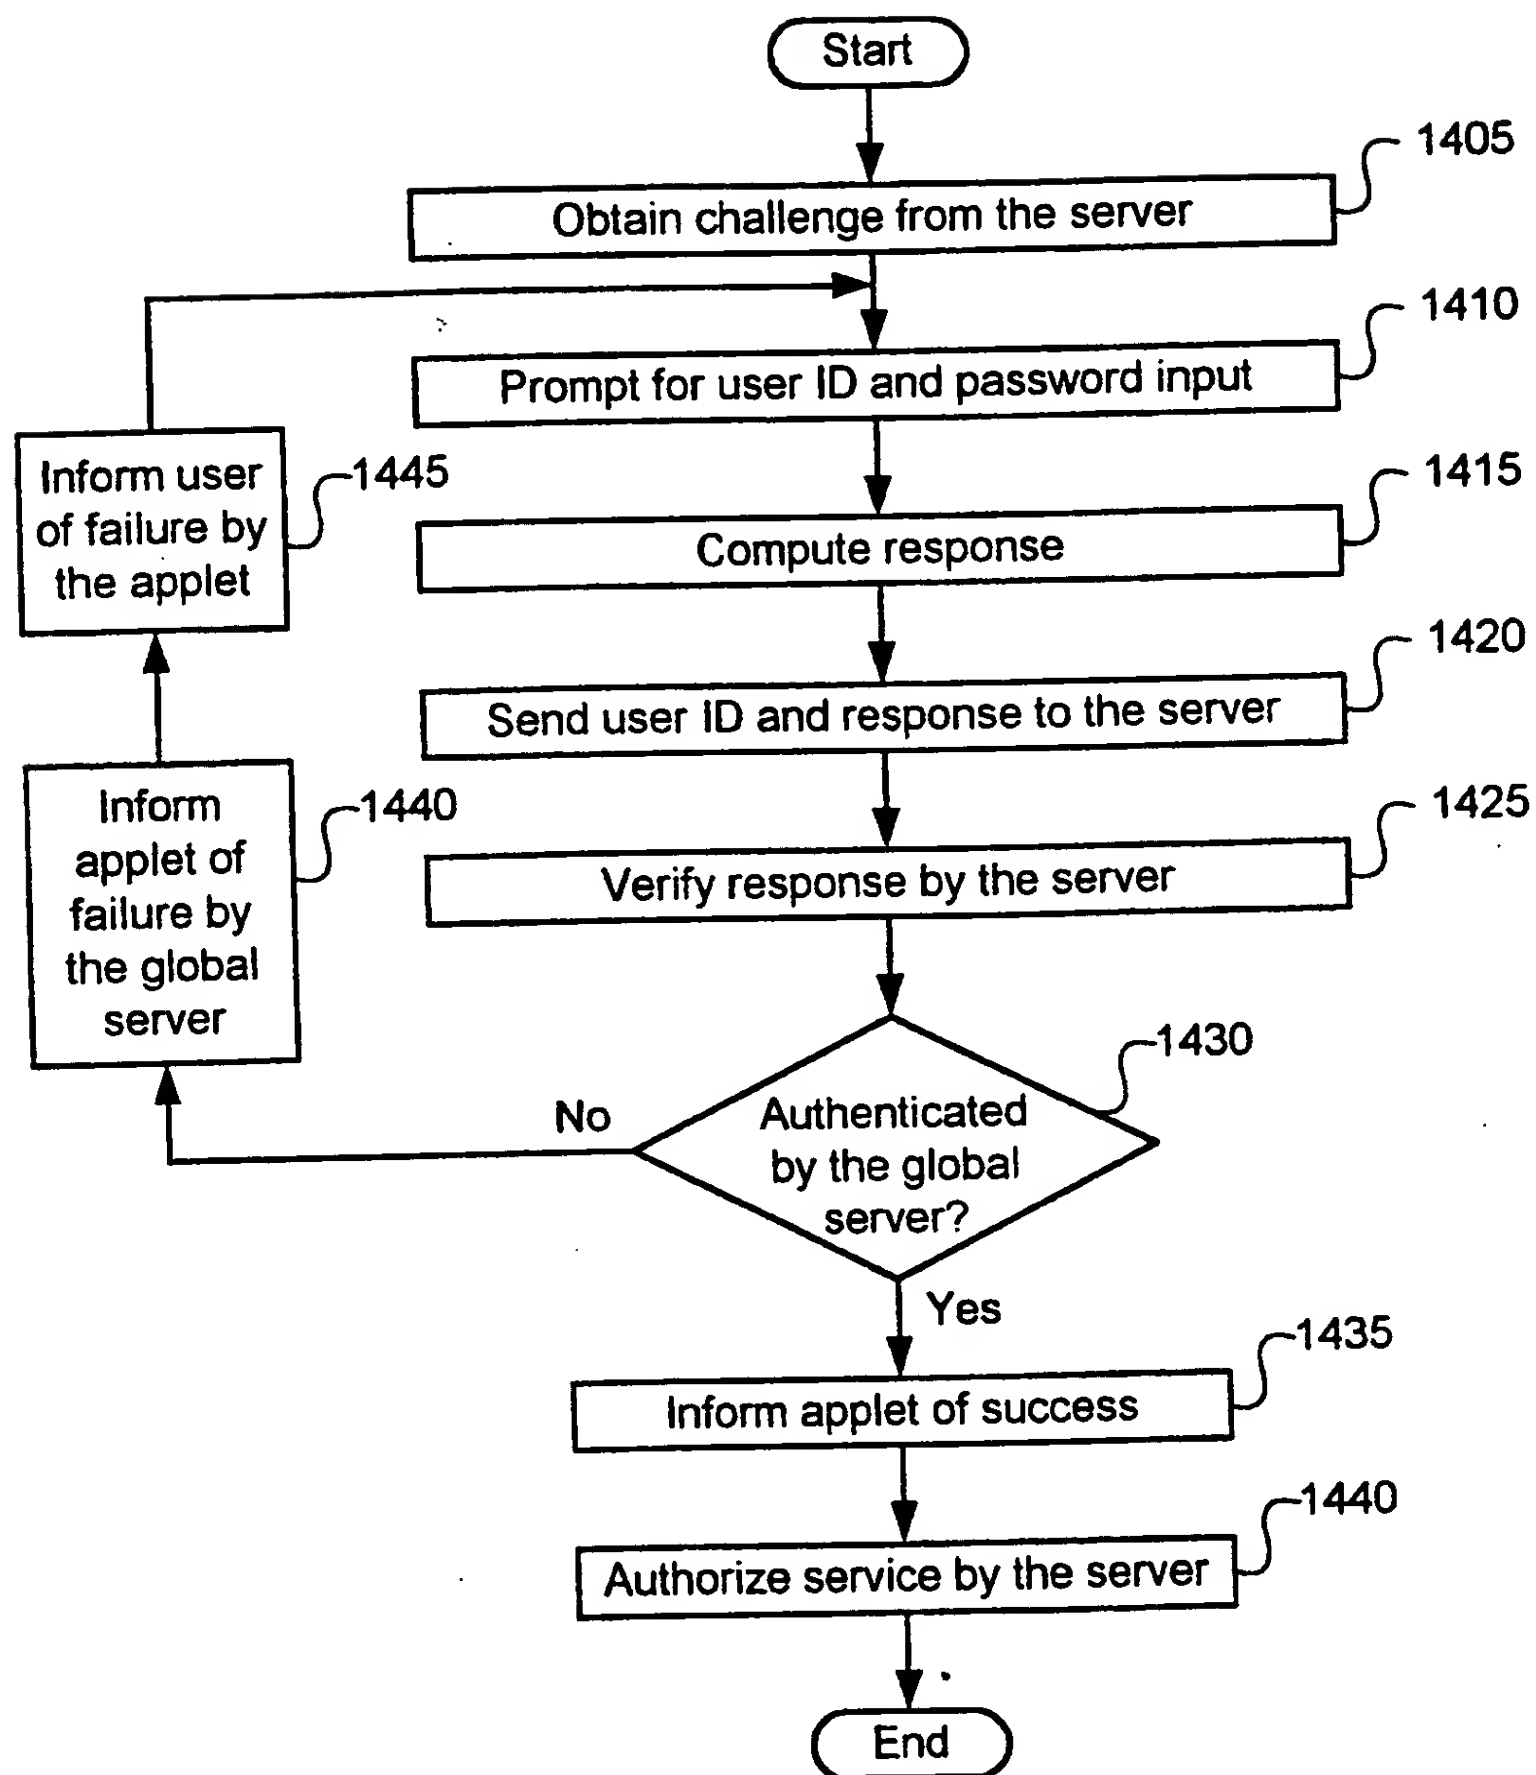 Start
1405
Obtain challenge from the server
1410
Prompt for user ID and password input
Inform user
of failure by
the applet
1445
1415
Compute response
1420
Send user ID and response to the server
Inform
applet of
failure by
the global
server
1440
1425
Verify response by the server
1430
No
Authenticated
by the global
server?
Yes
1435
Inform applet of success
1440
Authorize service by the server
End